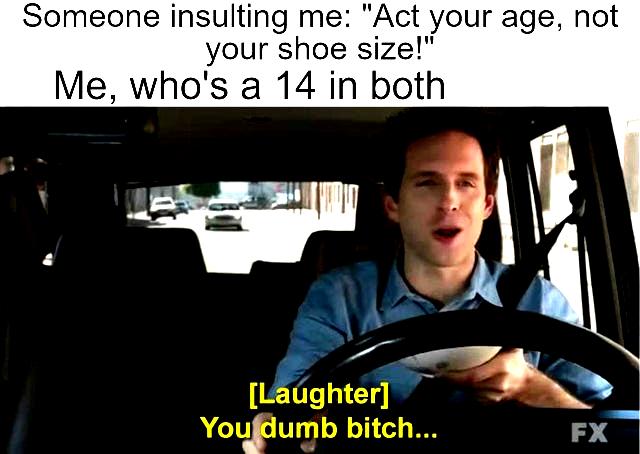 Someone insulting me: "Act your age, not
your shoe size!"
Me, who's a 14 in both
[Laughter]
You dumb bitch...
FX